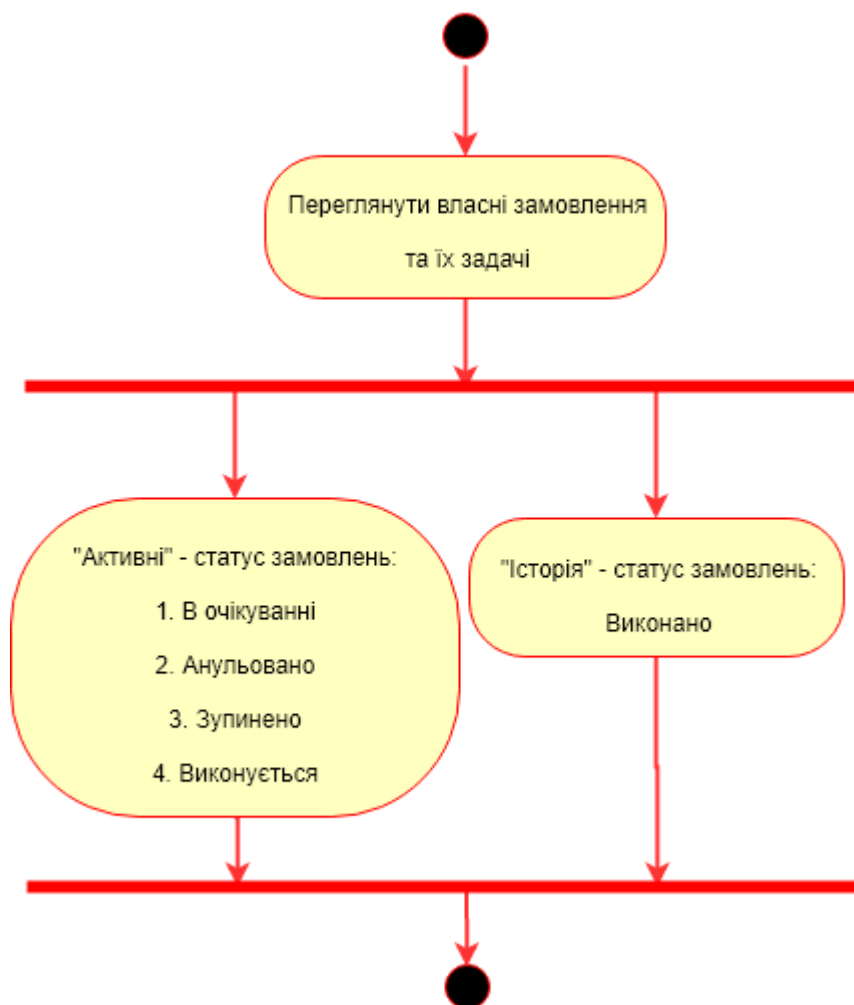 Переглянути власні замовлення
та їх задачі
"Активні" - статус замовлень:
1. В очікуванні
2. Анульовано
3. Зупинено
4. Виконується
"Історія" - статус замовлень:
Виконано